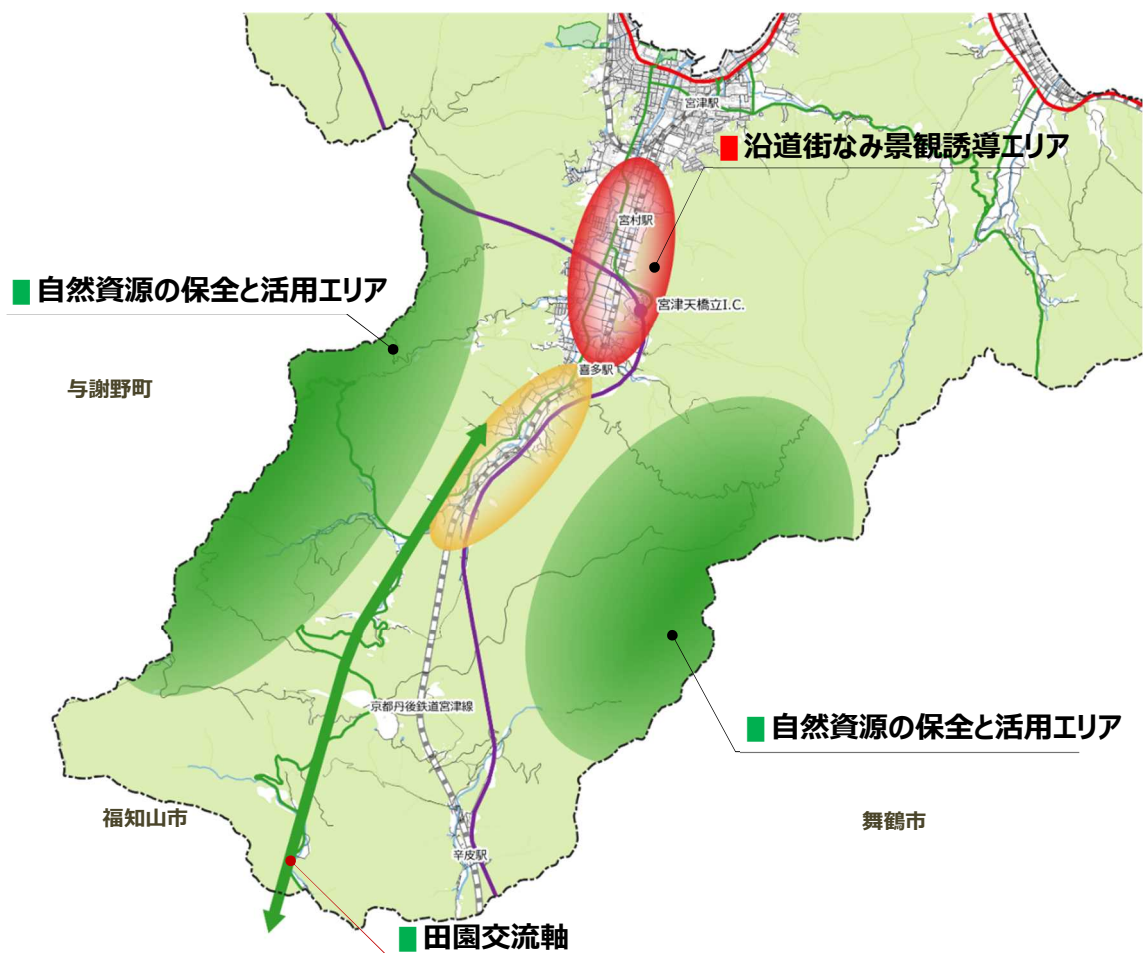 宮津駅
■ 沿道街なみ景観誘導エリア
宮村駅
■ 自然資源の保全と活用エリア
宮津天橋立I.C.
喜多駅
与謝野町
京都丹後鉄道宮津線
■ 自然資源の保全と活用エリア
福知山市
舞鶴市
辛皮駅
■ 田園交流軸